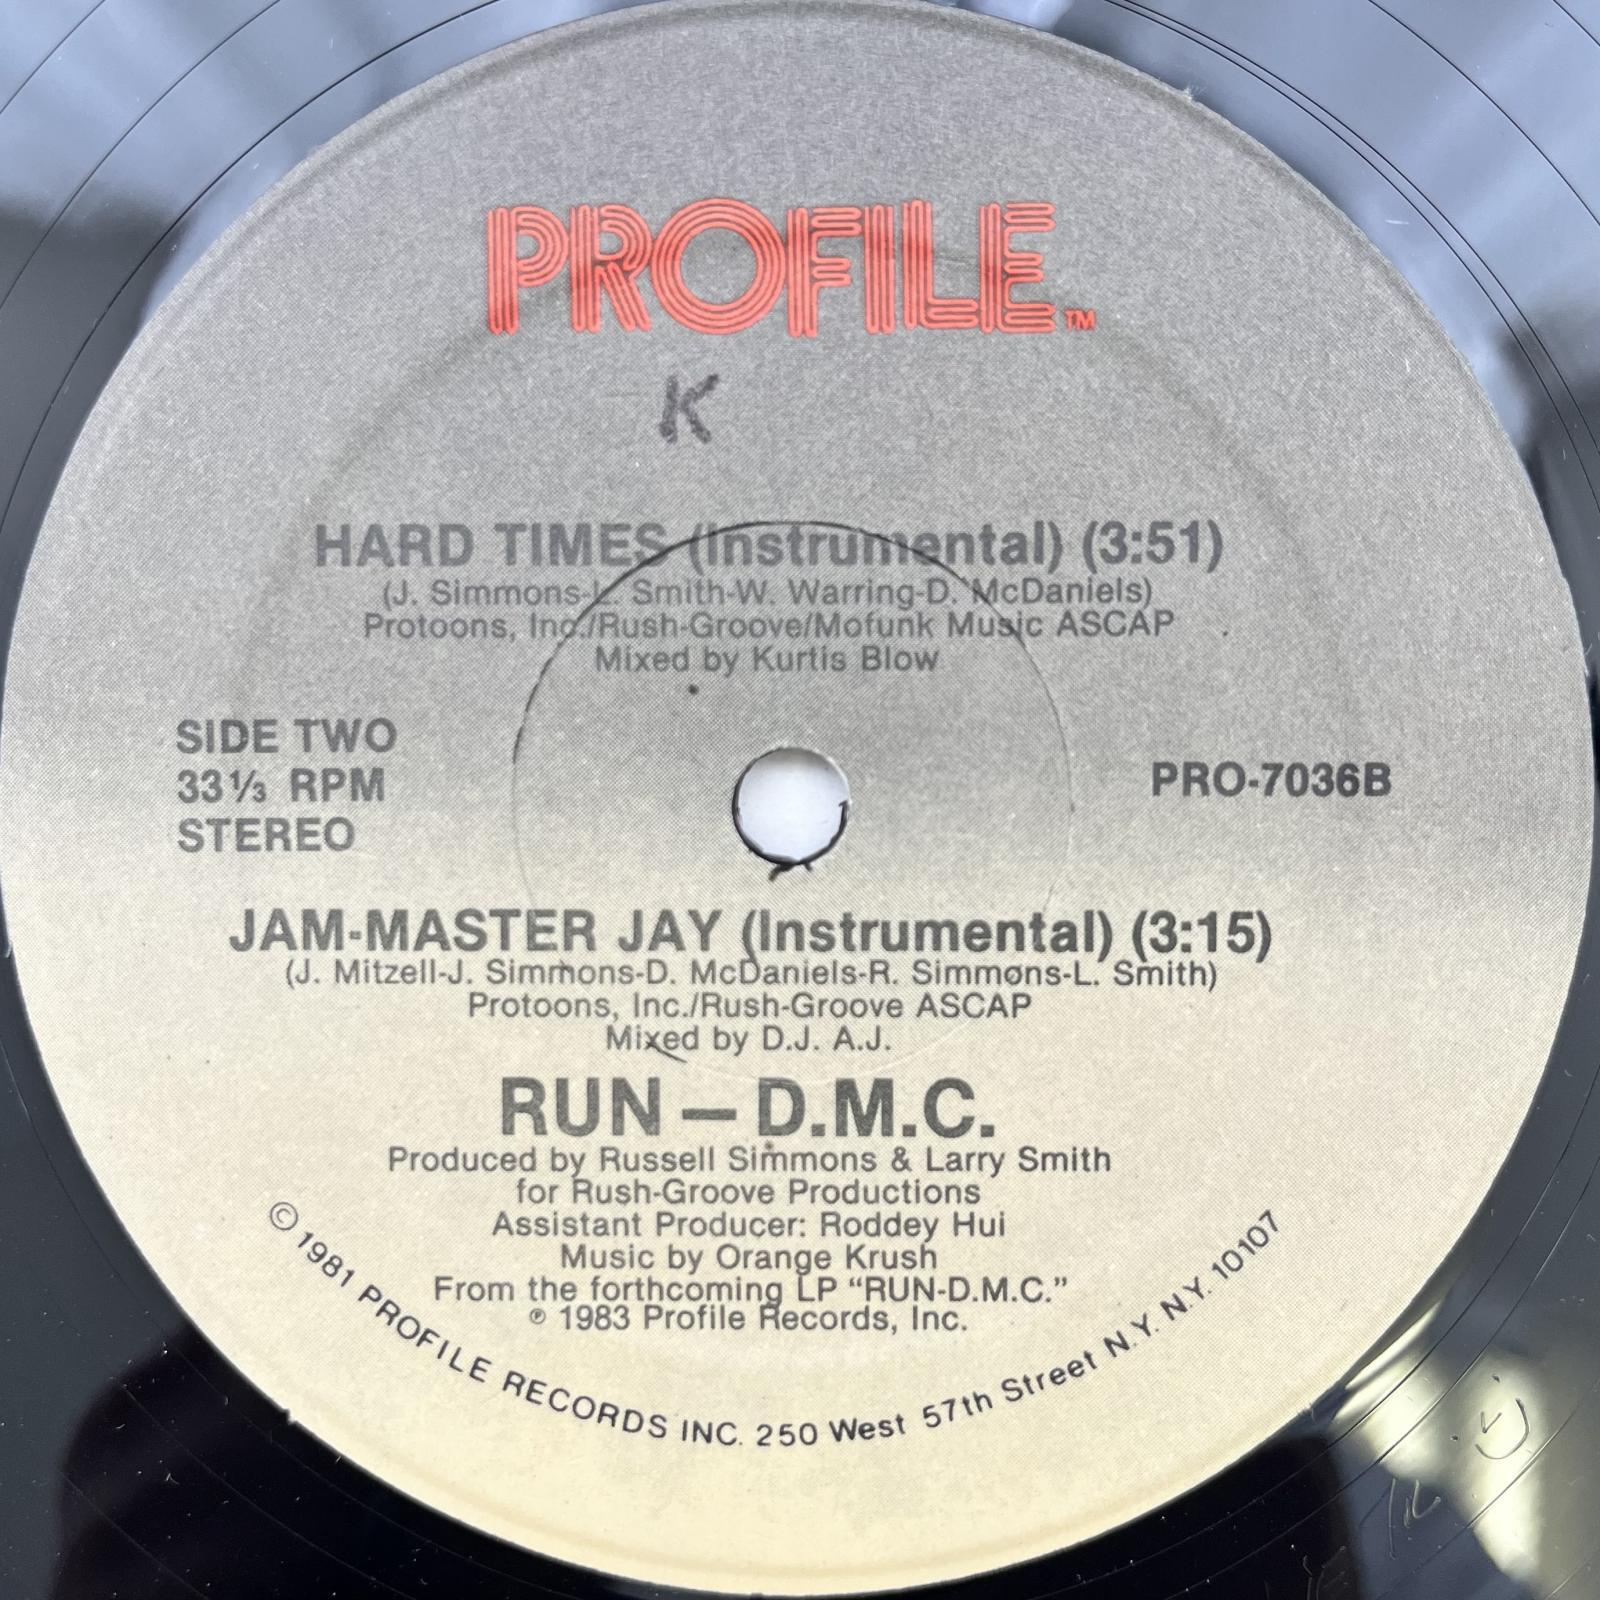 PROFILE™
K
HARD TIMES (Instrumental) (3:51)
(J. Simmons-L. Smith-W. Warring-D. McDaniels)
Protoons, Inc./Rush-Groove/Mofunk Music ASCAP
Mixed by Kurtis Blow
SIDE TWO
33⅓ RPM
STEREO
PRO-7036B
JAM-MASTER JAY (Instrumental) (3:15)
(J. Mitzell-J. Simmons-D. McDaniels-R. Simmons-L. Smith)
Protoons, Inc./Rush-Groove ASCAP
Mixed by D.J. A.J.
RUN — D.M.C.
Produced by Russell Simmons & Larry Smith
for Rush-Groove Productions
Assistant Producer: Roddey Hui
Music by Orange Krush
From the forthcoming LP “RUN-D.M.C.”
℗ 1983 Profile Records, Inc.
© 1981 PROFILE RECORDS INC. 250 West 57th Street N.Y. N.Y. 10107